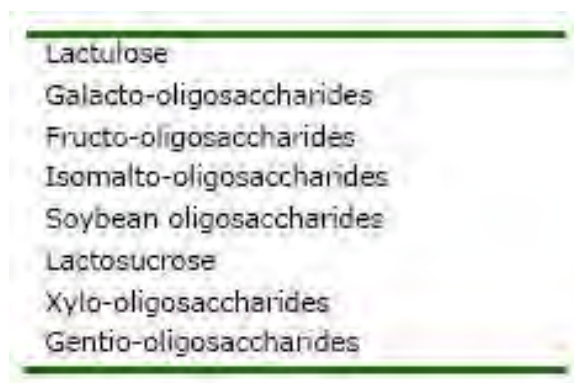 Lactulose
Galacto-oligosaccharides
Fructo-oligosaccharides
Isomalto-oligosaccharides
Soybean oligosaccharides
Lactosucrose
Xylo-oligosaccharides
Gentio-oligosaccharides